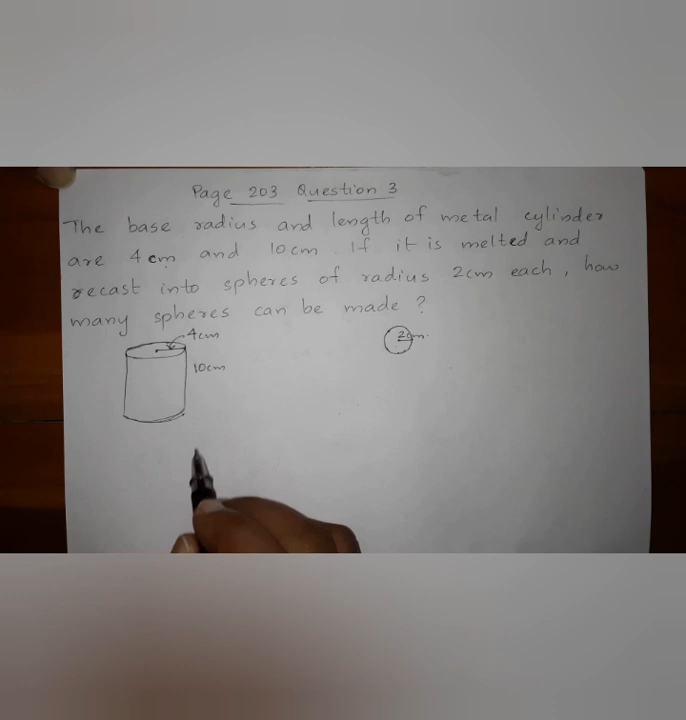 Page 203 Question 3
The base radius and length of metal cylinder
are 4 cm and 10 cm. If it is melted and
recast into spheres of radius 2cm each, how
many spheres can be made ?
4cm
2cm.
10cm